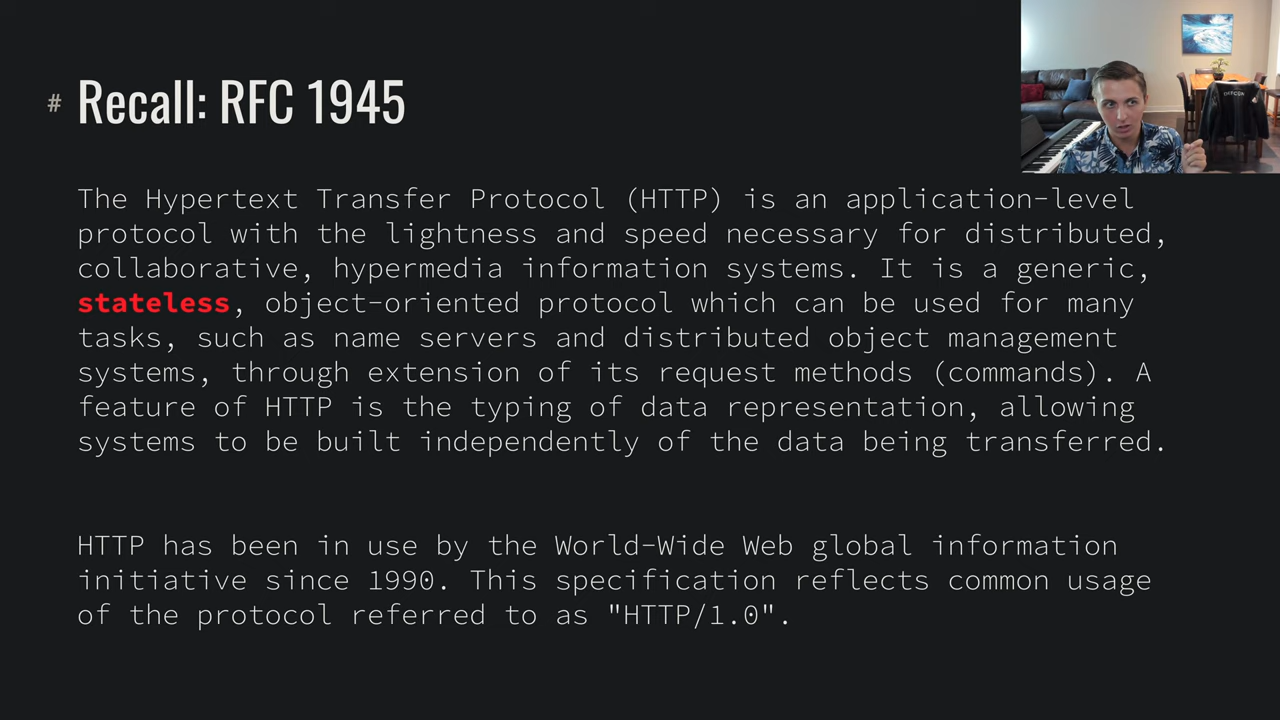 # Recall: RFC 1945
The Hypertext Transfer Protocol (HTTP) is an application-level
protocol with the lightness and speed necessary for distributed,
collaborative, hypermedia information systems. It is a generic,
stateless, object-oriented protocol which can be used for many
tasks, such as name servers and distributed object management
systems, through extension of its request methods (commands). A
feature of HTTP is the typing of data representation, allowing
systems to be built independently of the data being transferred.
HTTP has been in use by the World-Wide Web global information
initiative since 1990. This specification reflects common usage
of the protocol referred to as "HTTP/1.0".
DEFCON